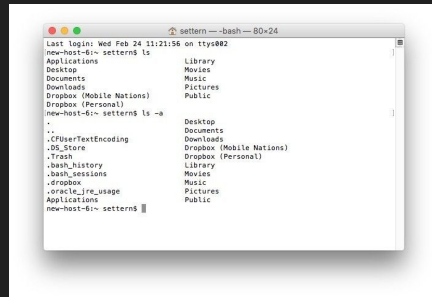 settern — -bash — 80×24
Last login: Wed Feb 24 11:21:56 on ttys002
[new-host-6:~ settern$ ls ]
Applications Library
Desktop Movies
Documents Music
Downloads Pictures
Dropbox (Mobile Nations) Public
Dropbox (Personal)
[new-host-6:~ settern$ ls -a ]
. Desktop
.. Documents
.CFUserTextEncoding Downloads
.DS_Store Dropbox (Mobile Nations)
.Trash Dropbox (Personal)
.bash_history Library
.bash_sessions Movies
.dropbox Music
.oracle_jre_usage Pictures
Applications Public
new-host-6:~ settern$